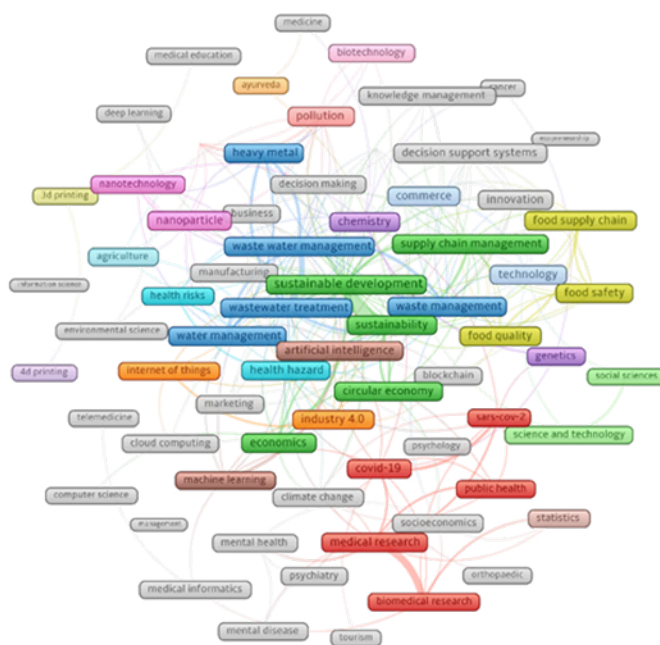 medicine
biotechnology
medical education
ayurveda
cancer
knowledge management
deep learning
pollution
heavy metal
decision support systems
nanotechnology
decision making
3d printing
commerce
innovation
nanoparticle
business
chemistry
food supply chain
waste water management
supply chain management
agriculture
manufacturing
technology
information science
sustainable development
health risks
food safety
wastewater treatment
waste management
environmental science
sustainability
water management
food quality
artificial intelligence
genetics
4d printing
internet of things
health hazard
blockchain
social sciences
circular economy
marketing
telemedicine
industry 4.0
sars-cov-2
science and technology
cloud computing
economics
psychology
covid-19
machine learning
public health
computer science
climate change
statistics
management
socioeconomics
mental health
medical research
psychiatry
orthopaedic
medical informatics
biomedical research
mental disease
tourism